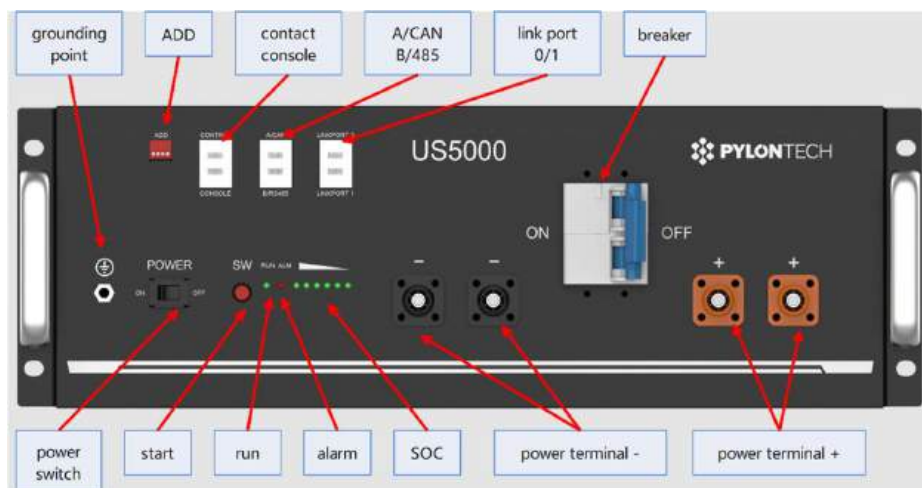 grounding
point
ADD
contact
console
A/CAN
B/485
link port
0/1
breaker
ADD
CONSOLE
B/RS485
LINKPORT 1
US5000
PYLONTECH
ON
OFF
POWER
ON
OFF
SW
RUN
ALM
-
-
+
+
power
switch
start
run
alarm
SOC
power terminal -
power terminal +